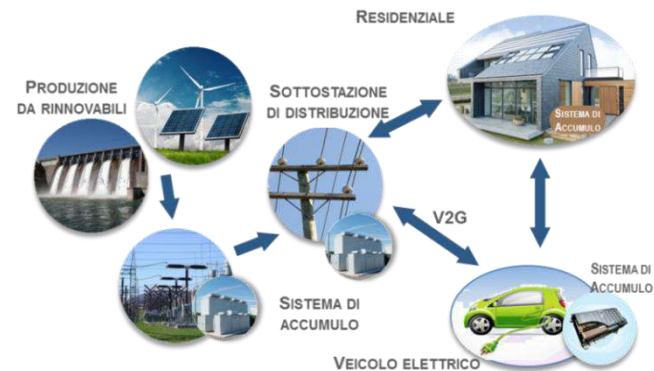 RESIDENZIALE
PRODUZIONE
DA RINNOVABILI
SOTTOSTAZIONE
DI DISTRIBUZIONE
SISTEMA DI
ACCUMULO
V2G
SISTEMA DI
ACCUMULO
SISTEMA DI
ACCUMULO
VEICOLO ELETTRICO